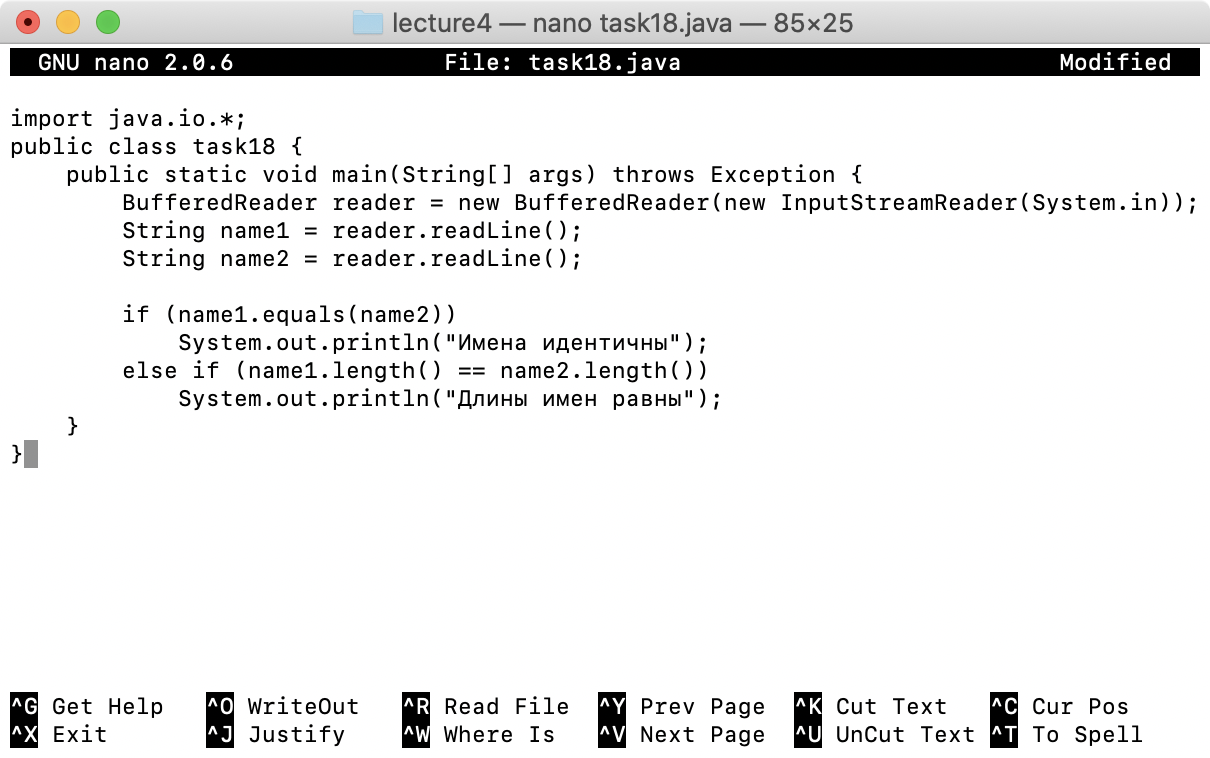 lecture4 — nano task18.java — 85×25
GNU nano 2.0.6 File: task18.java Modified
import java.io.*;
public class task18 {
    public static void main(String[] args) throws Exception {
        BufferedReader reader = new BufferedReader(new InputStreamReader(System.in));
        String name1 = reader.readLine();
        String name2 = reader.readLine();
        if (name1.equals(name2))
            System.out.println("Имена идентичны");
        else if (name1.length() == name2.length())
            System.out.println("Длины имен равны");
    }
}
^G Get Help ^O WriteOut ^R Read File ^Y Prev Page ^K Cut Text ^C Cur Pos
^X Exit ^J Justify ^W Where Is ^V Next Page ^U UnCut Text ^T To Spell